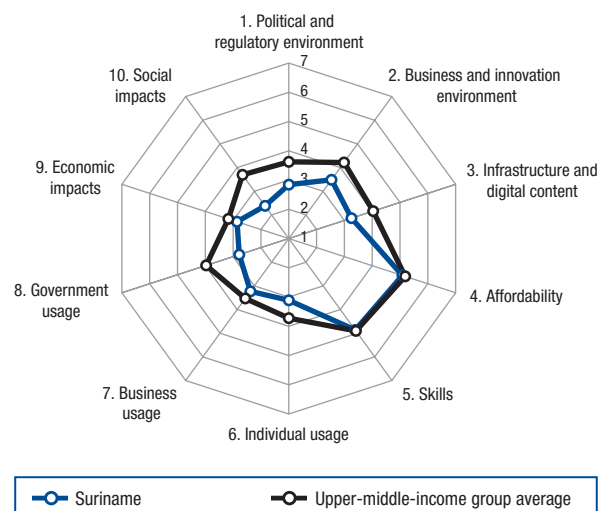 1. Political and
regulatory environment
2. Business and innovation
environment
3. Infrastructure and
digital content
4. Affordability
5. Skills
6. Individual usage
7. Business
usage
8. Government
usage
9. Economic
impacts
10. Social
impacts
7
6
5
4
3
2
1
Suriname
Upper-middle-income group average